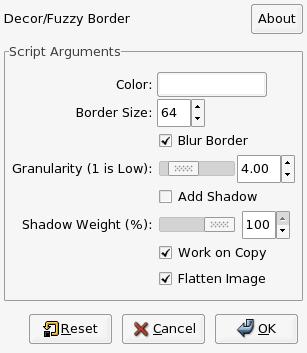 Decor/Fuzzy Border
About
Script Arguments
Color:
Border Size: 64
Blur Border
Granularity (1 is Low): 4.00
Add Shadow
Shadow Weight (%): 100
Work on Copy
Flatten Image
Reset Cancel OK